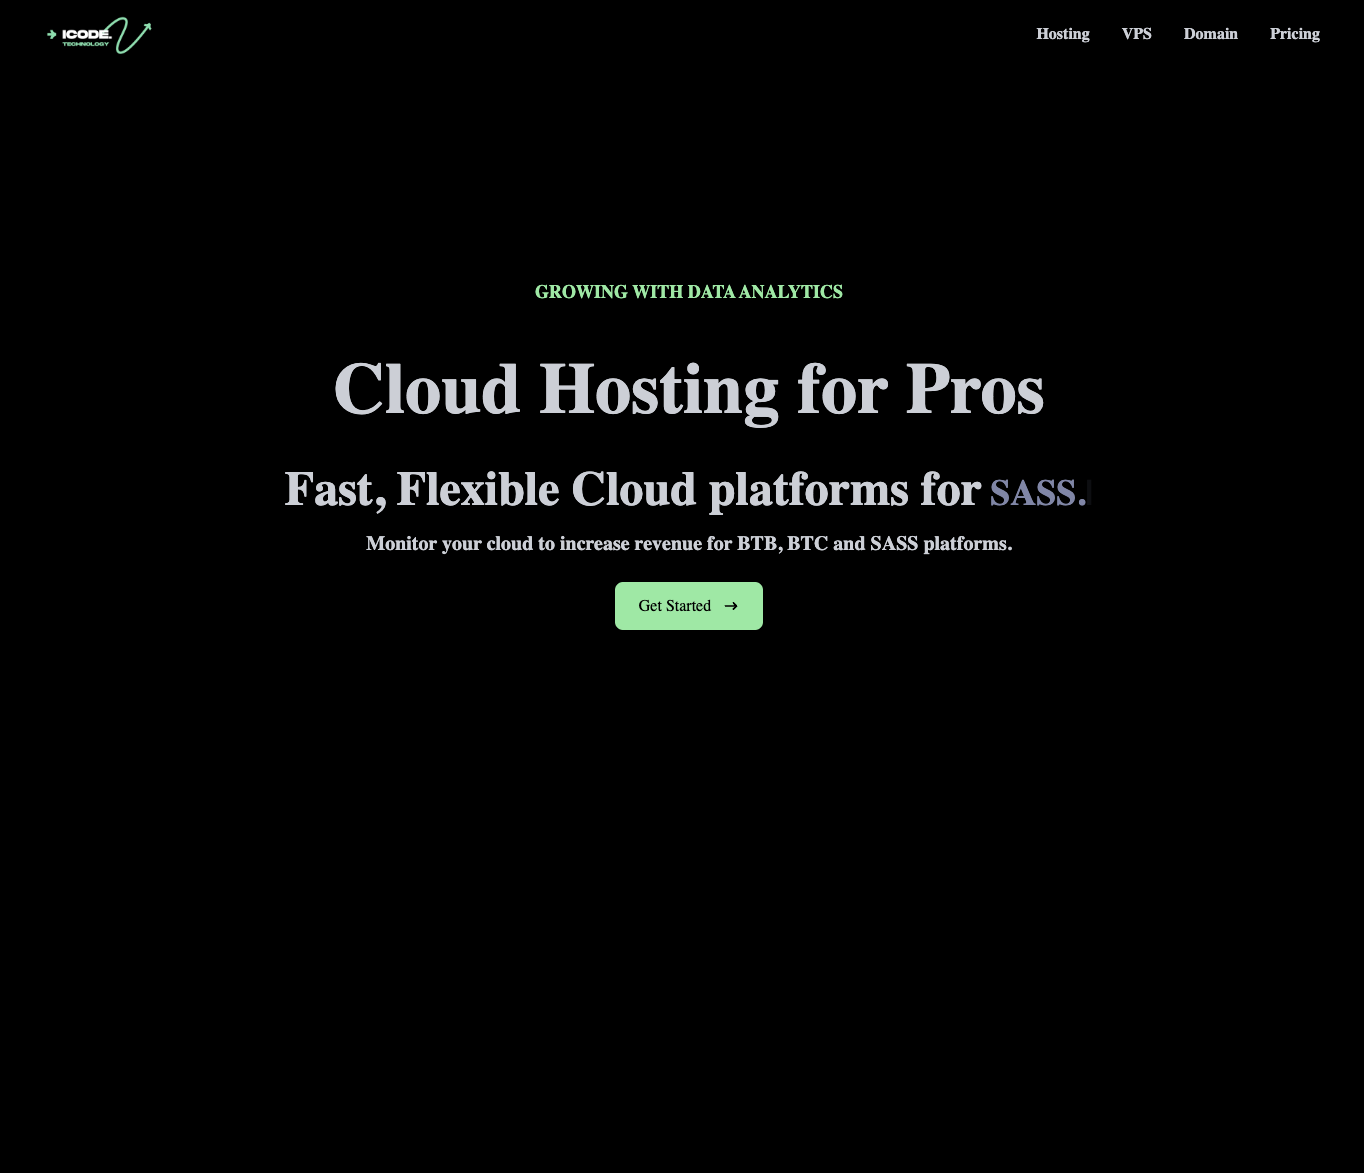 ICODE.
TECHNOLOGY
Hosting VPS Domain Pricing
GROWING WITH DATA ANALYTICS
Cloud Hosting for Pros
Fast, Flexible Cloud platforms for SASS.
Monitor your cloud to increase revenue for BTB, BTC and SASS platforms.
Get Started